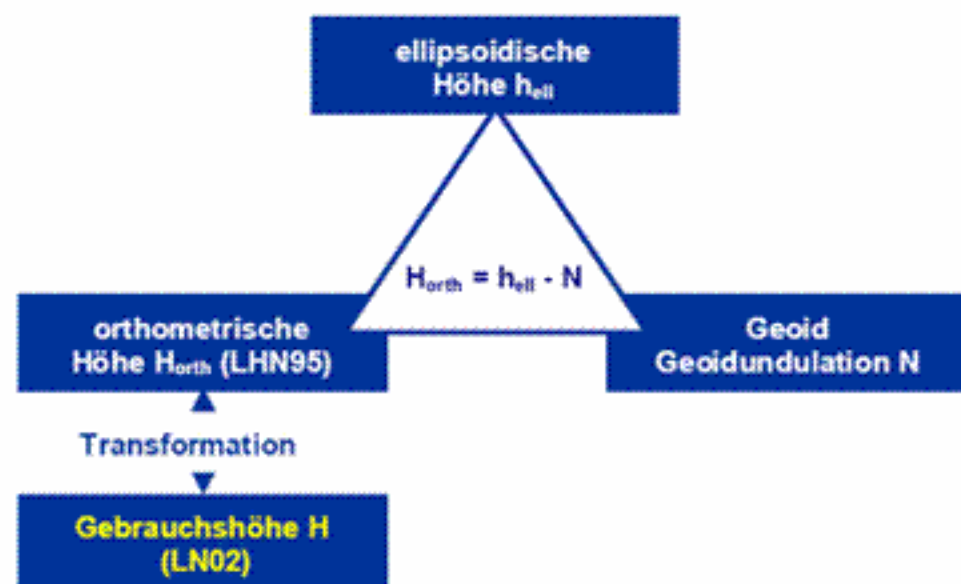 ellipsoidische
Höhe hell
Horth = hell - N
orthometrische
Höhe Horth (LHN95)
Geoid
Geoidundulation N
Transformation
Gebrauchshöhe H
(LN02)